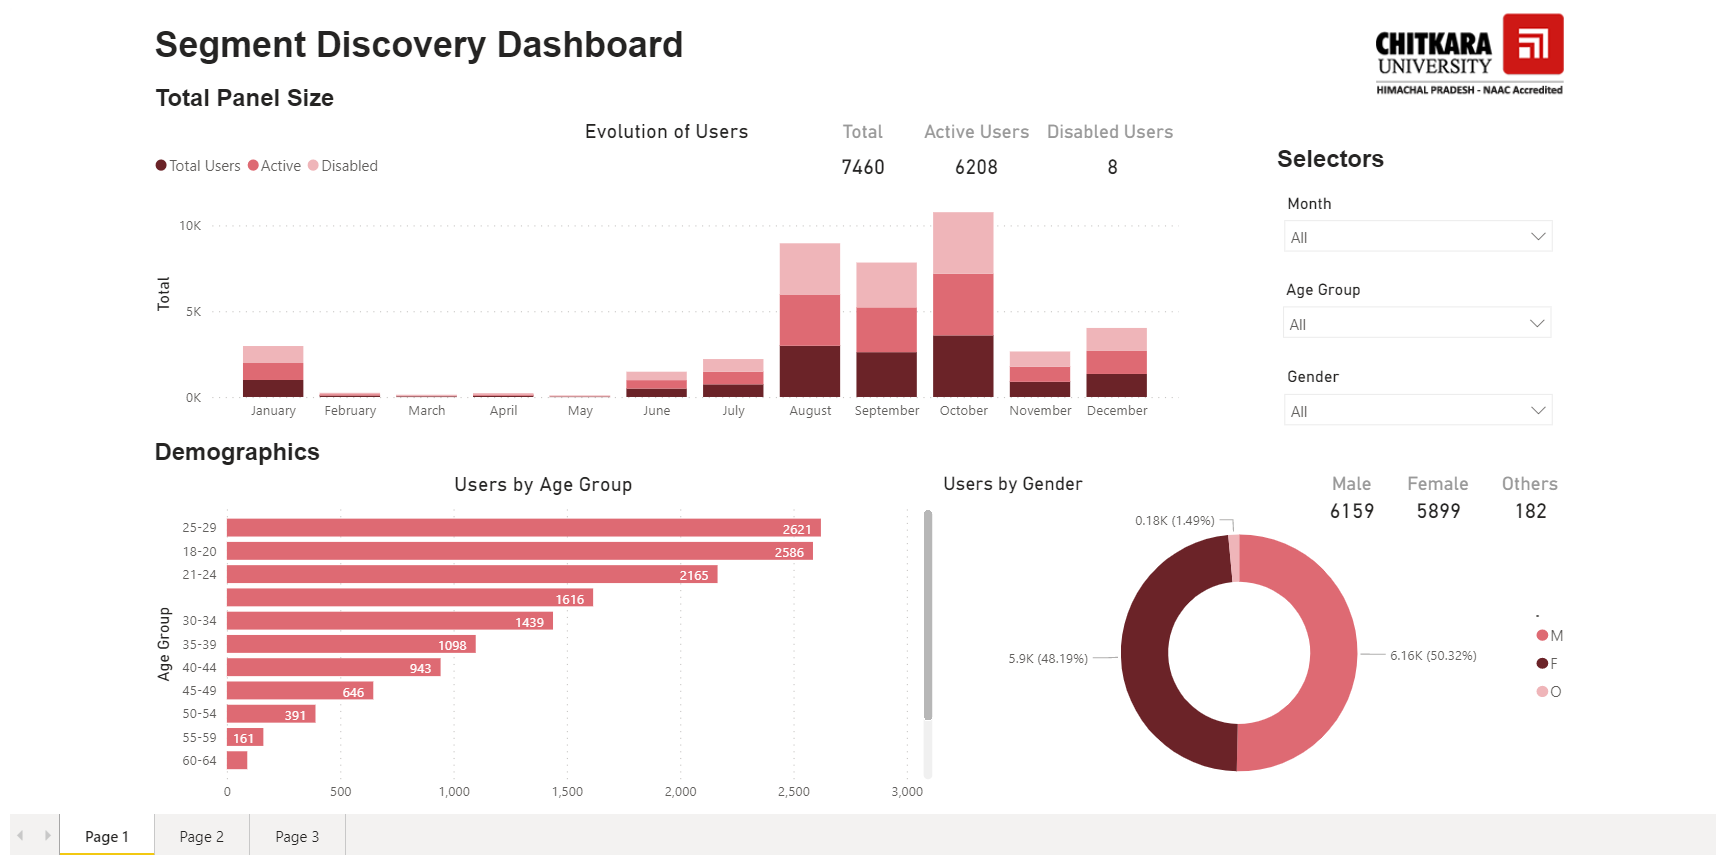 Segment Discovery Dashboard
CHITKARA
UNIVERSITY
HIMACHAL PRADESH - NAAC Accredited
Total Panel Size
Evolution of Users
Total Active Users Disabled Users
7460 6208 8
Total Users Active Disabled
Selectors
Month
All
Age Group
All
Gender
All
Total
10K
5K
0K
January February March April May June July August September October November December
Demographics
Users by Age Group
Age Group
25-29 2621
18-20 2586
21-24 2165
1616
30-34 1439
35-39 1098
40-44 943
45-49 646
50-54 391
55-59 161
60-64
0 500 1,000 1,500 2,000 2,500 3,000
Users by Gender
Male Female Others
6159 5899 182
0.18K (1.49%)
5.9K (48.19%)
6.16K (50.32%)
.
M
F
O
Page 1 Page 2 Page 3